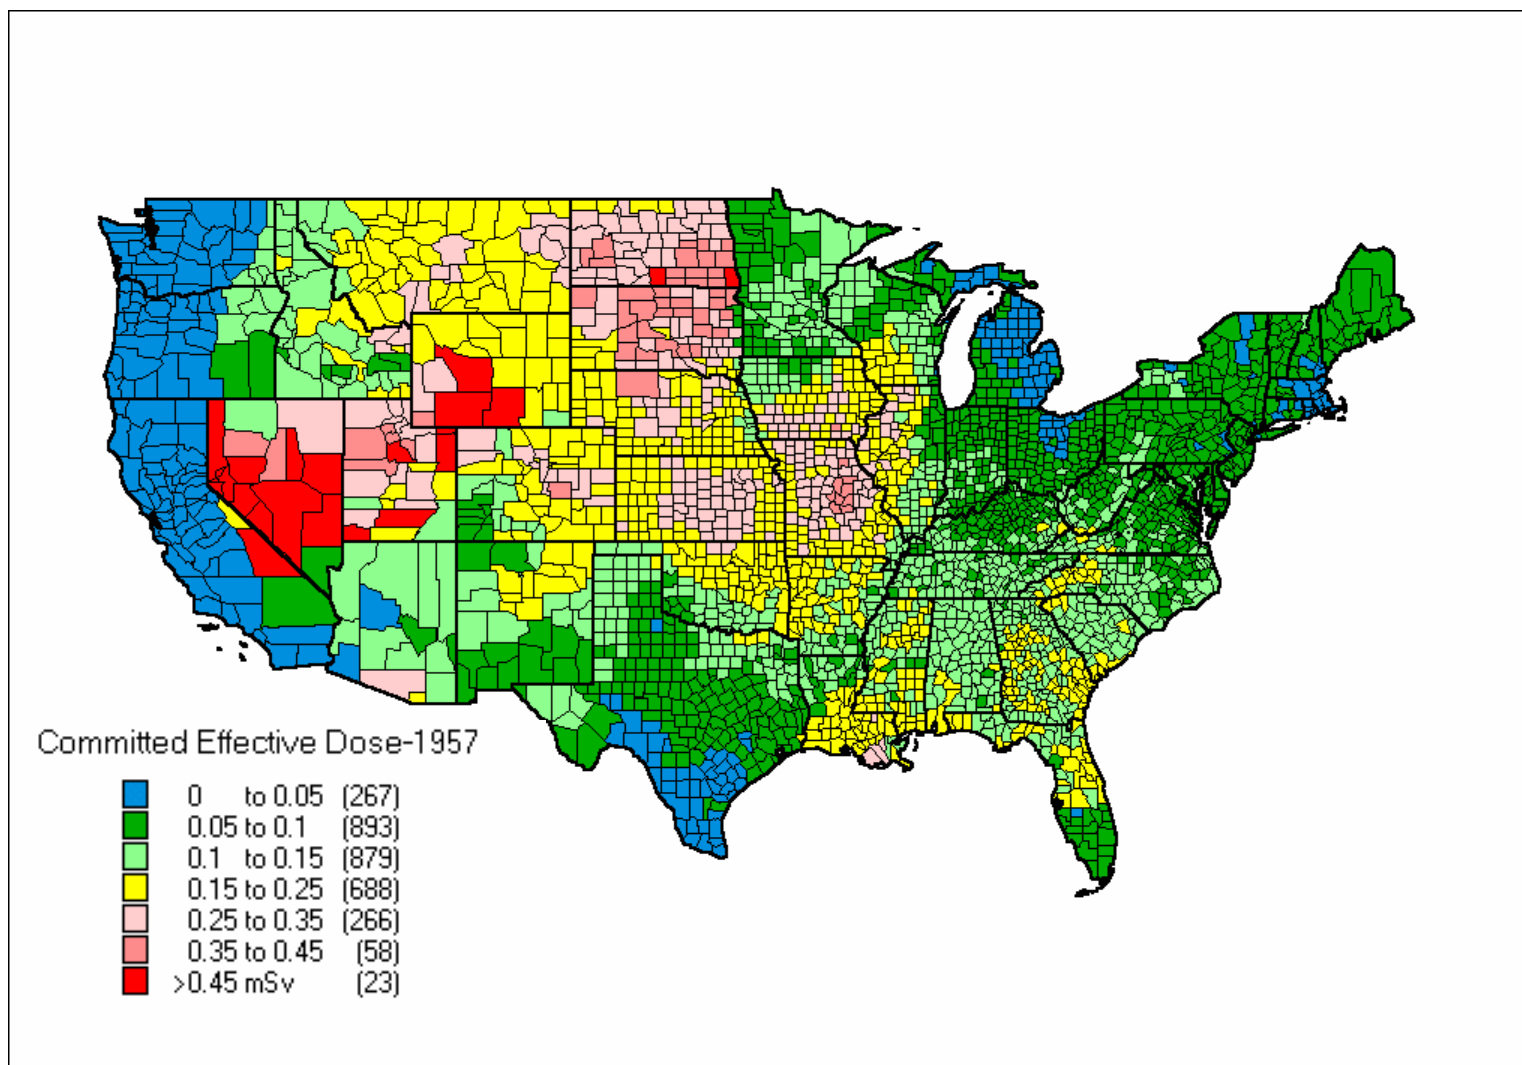 Committed Effective Dose-1957
0 to 0.05 (267)
0.05 to 0.1 (893)
0.1 to 0.15 (879)
0.15 to 0.25 (688)
0.25 to 0.35 (266)
0.35 to 0.45 (58)
>0.45 mSv (23)